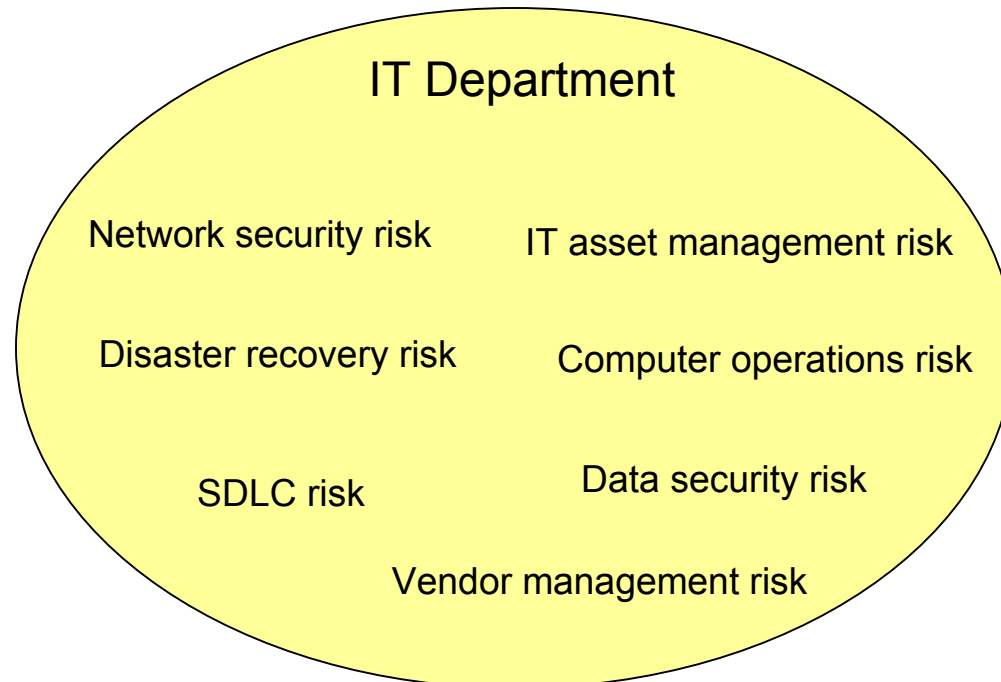 IT Department
Network security risk
IT asset management risk
Disaster recovery risk
Computer operations risk
SDLC risk
Data security risk
Vendor management risk